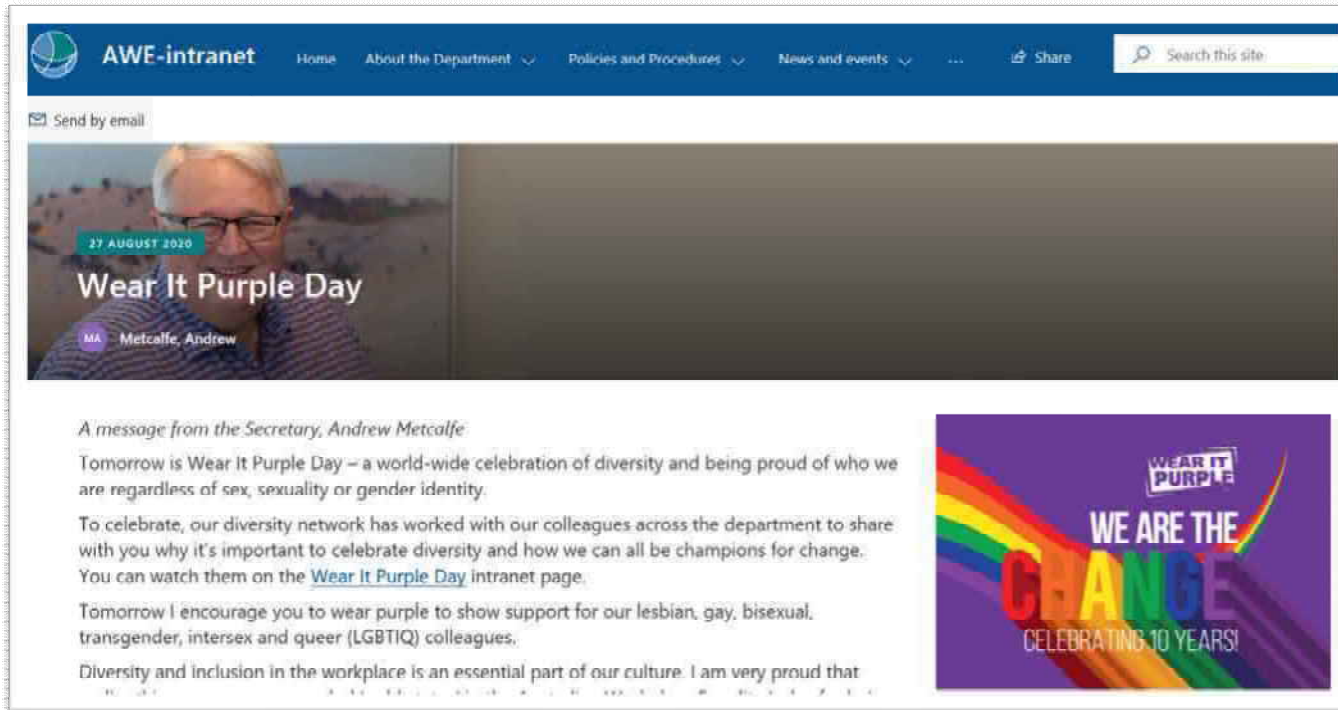 AWE-intranet
Home About the Department Policies and Procedures News and events ... Share Search this site
Send by email
27 AUGUST 2020
Wear It Purple Day
MA Metcalfe, Andrew
A message from the Secretary, Andrew Metcalfe
Tomorrow is Wear It Purple Day – a world-wide celebration of diversity and being proud of who we
are regardless of sex, sexuality or gender identity.
To celebrate, our diversity network has worked with our colleagues across the department to share
with you why it's important to celebrate diversity and how we can all be champions for change.
You can watch them on the Wear It Purple Day intranet page.
Tomorrow I encourage you to wear purple to show support for our lesbian, gay, bisexual,
transgender, intersex and queer (LGBTIQ) colleagues.
Diversity and inclusion in the workplace is an essential part of our culture. I am very proud that
WEAR IT
PURPLE
WE ARE THE
CHANGE
CELEBRATING 10 YEARS!